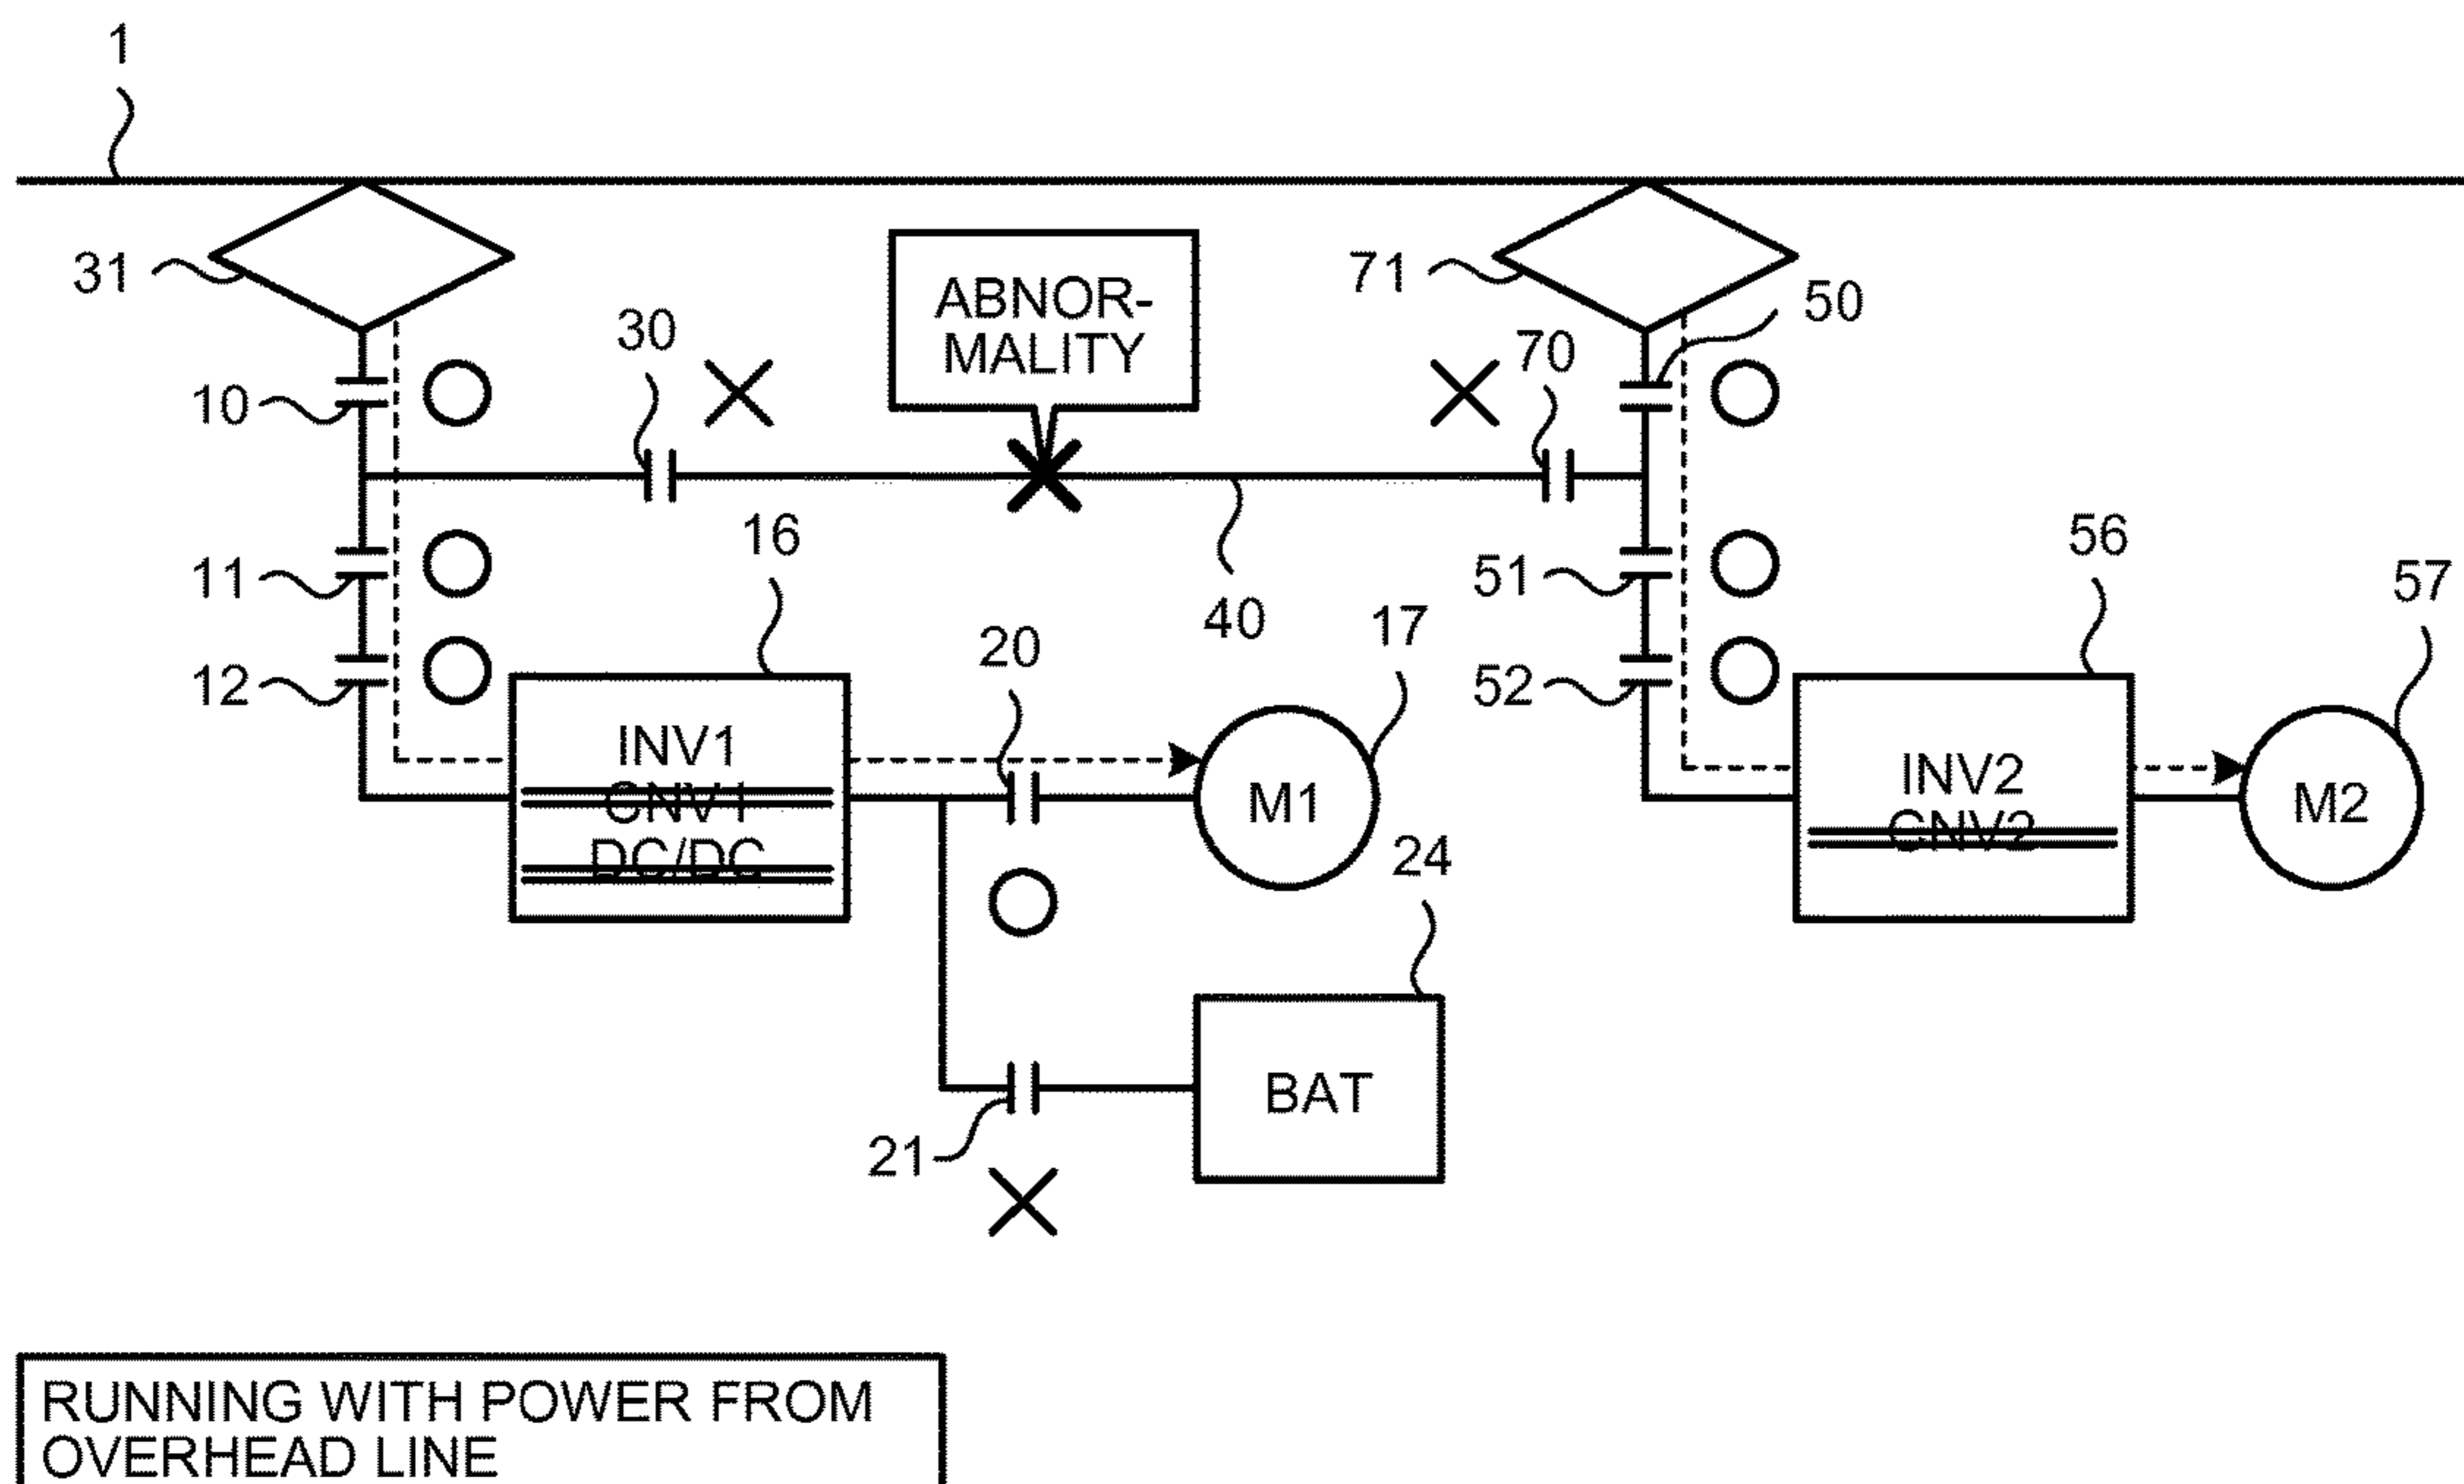 1
31
ABNOR-
MALITY
71
50
30
70
10
16
56
11
51
57
40
17
20
12
52
INV1
CNV1
DC/DC
M1
INV2
CNV2
M2
24
BAT
21
RUNNING WITH POWER FROM
OVERHEAD LINE